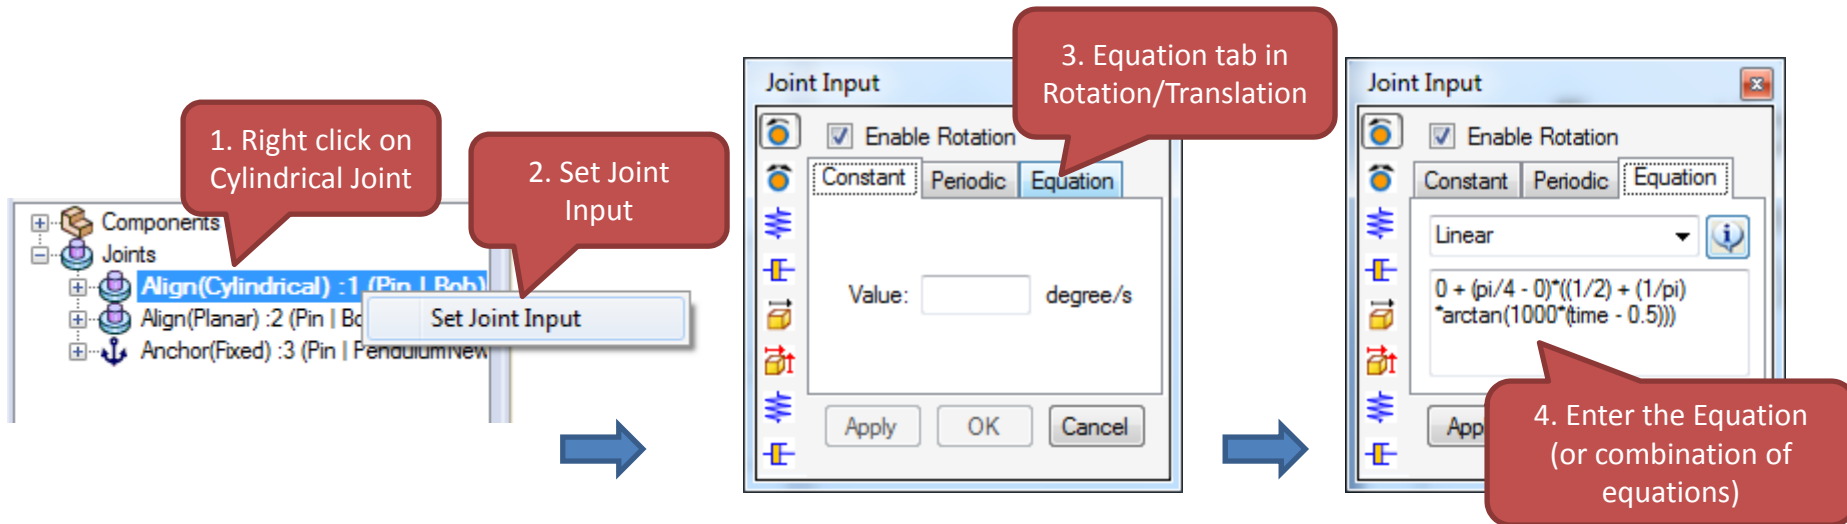 1. Right click on
Cylindrical Joint
2. Set Joint
Input
Components
Joints
Align(Cylindrical) :1 (Pin | Bob)
Align(Planar) :2 (Pin | Bo
Set Joint Input
Anchor(Fixed) :3 (Pin | PendulumNew
3. Equation tab in
Rotation/Translation
Joint Input
Enable Rotation
Constant Periodic Equation
Value: degree/s
Apply OK Cancel
Joint Input
Enable Rotation
Constant Periodic Equation
Linear
0 + (pi/4 - 0)*((1/2) + (1/pi)
*arctan(1000*(time - 0.5)))
App
4. Enter the Equation
(or combination of
equations)